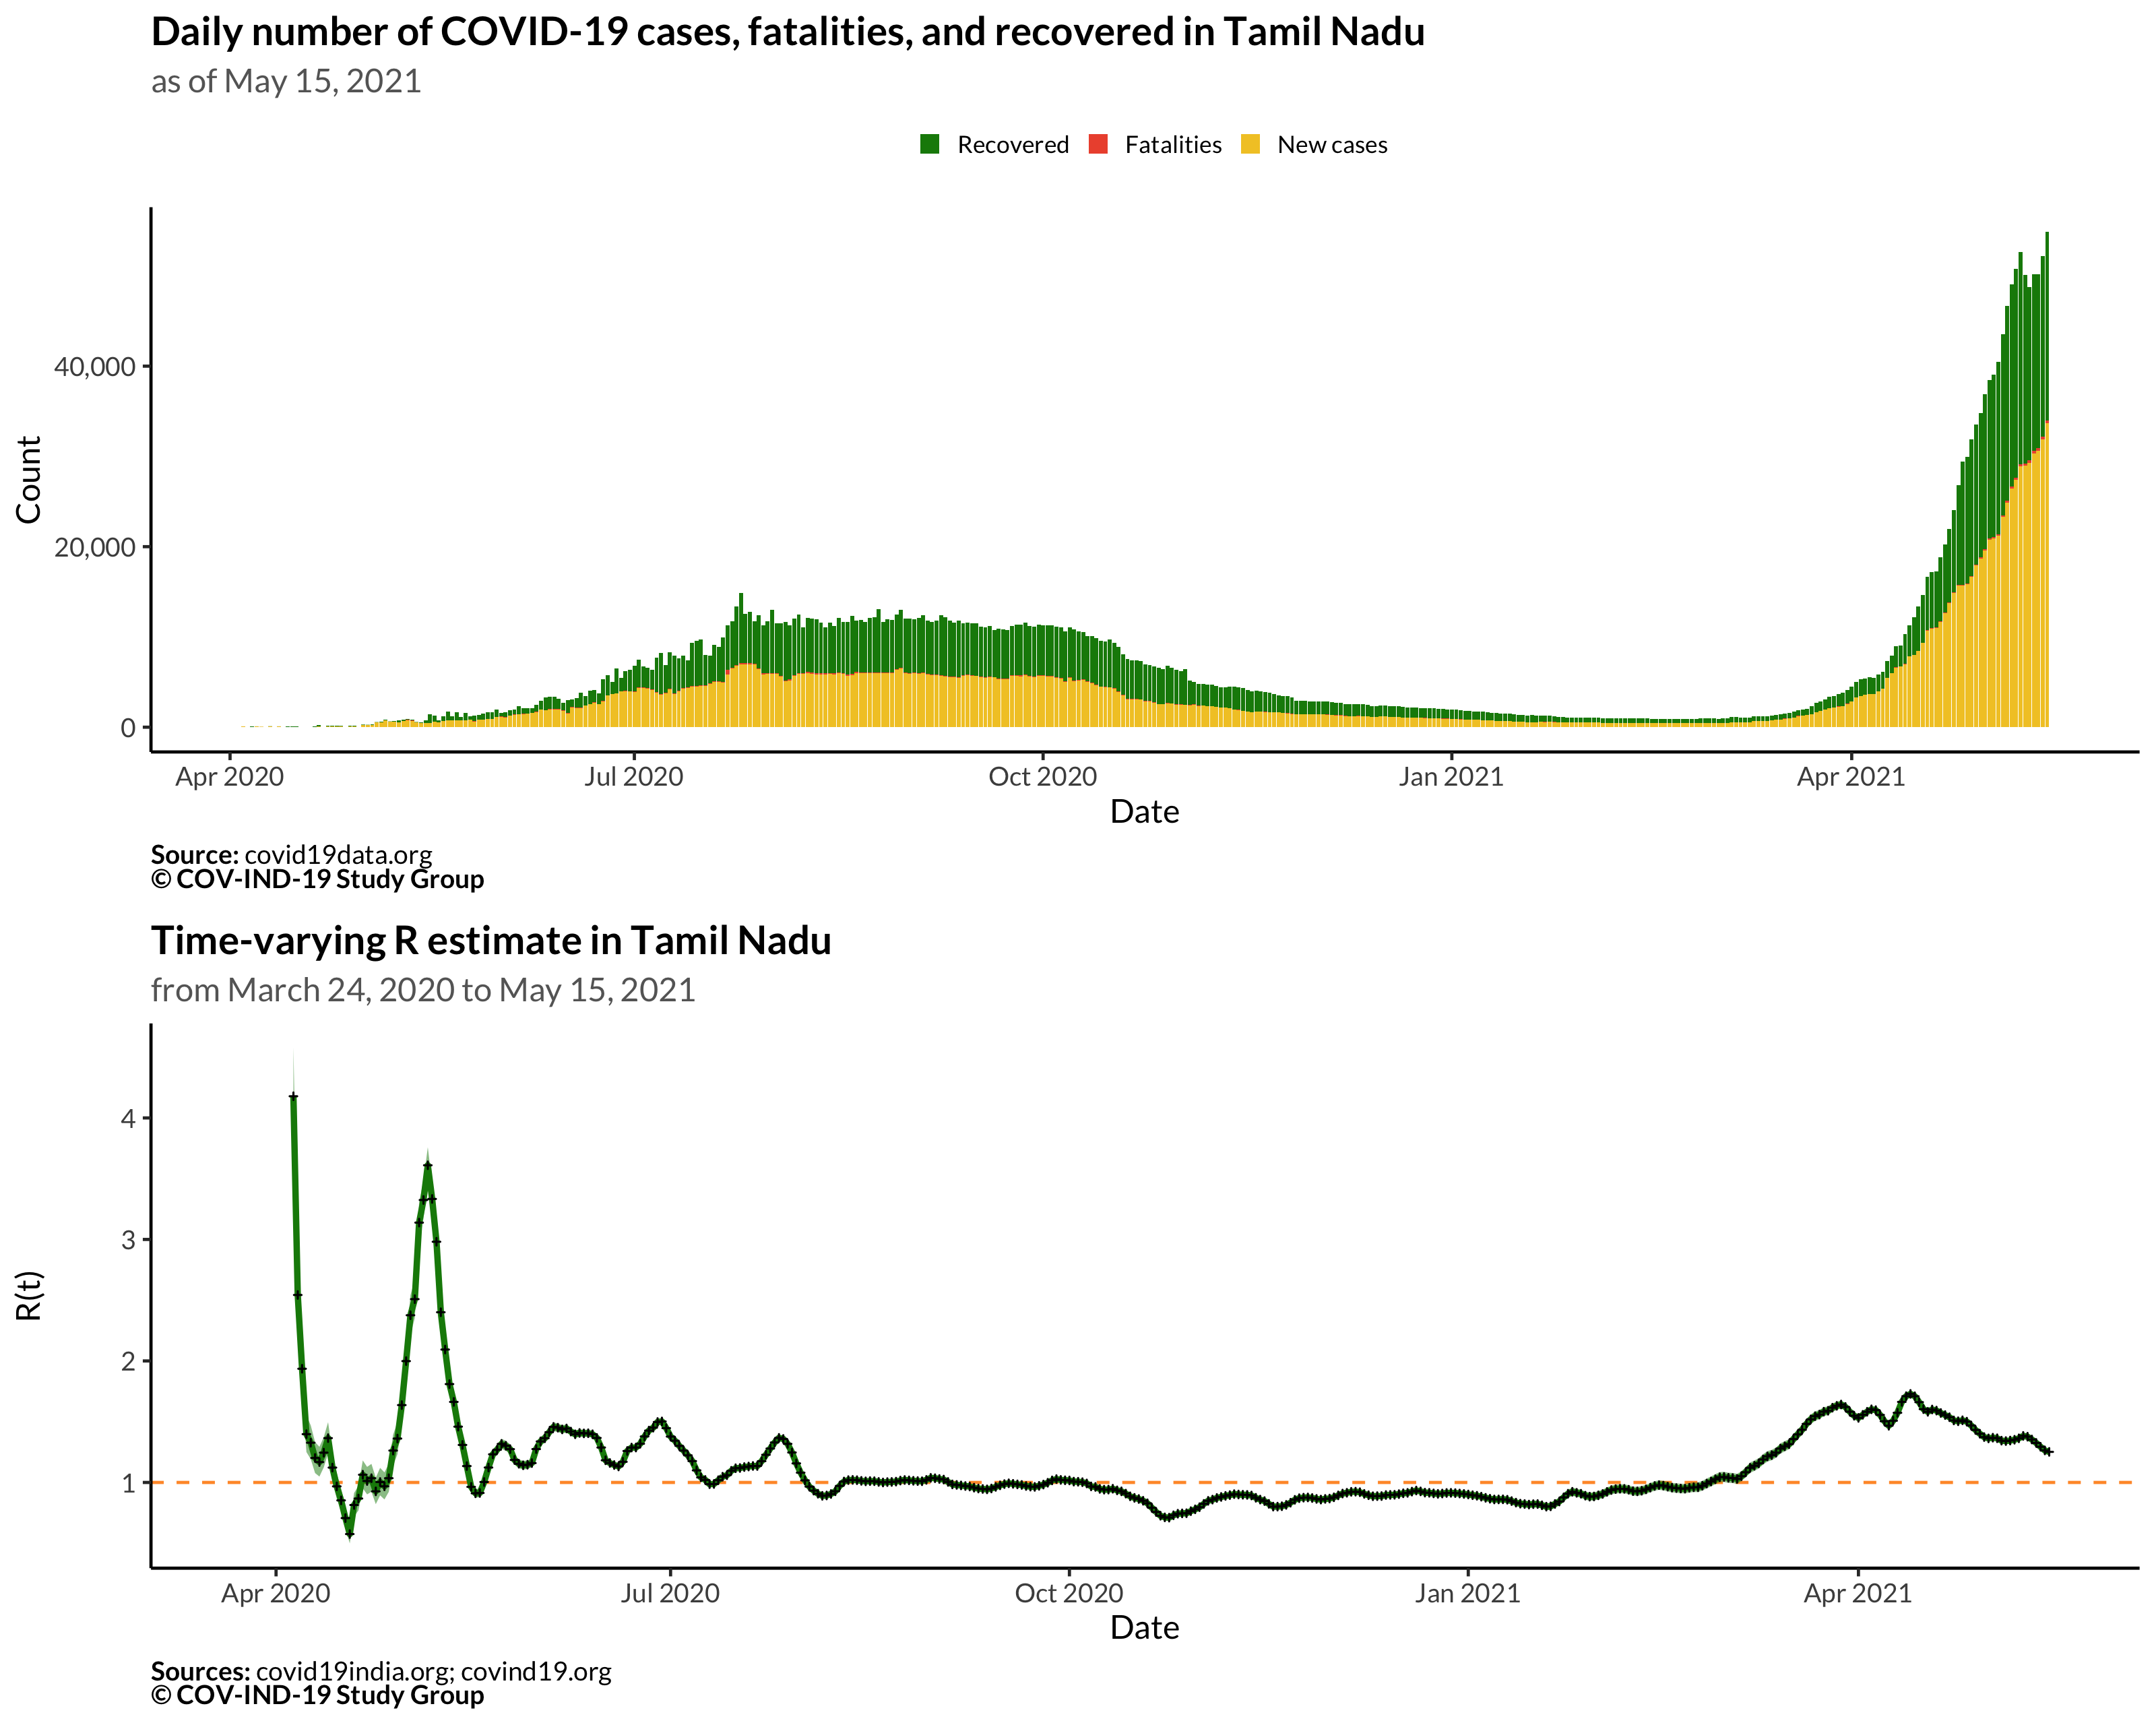 Daily number of COVID-19 cases, fatalities, and recovered in Tamil Nadu
as of May 15, 2021
Recovered Fatalities New cases
Count
40,000
20,000
0
Apr 2020 Jul 2020 Oct 2020 Jan 2021 Apr 2021
Date
Source: covid19data.org
© COV-IND-19 Study Group
Time-varying R estimate in Tamil Nadu
from March 24, 2020 to May 15, 2021
R(t)
4
3
2
1
Apr 2020 Jul 2020 Oct 2020 Jan 2021 Apr 2021
Date
Sources: covid19india.org; covind19.org
© COV-IND-19 Study Group